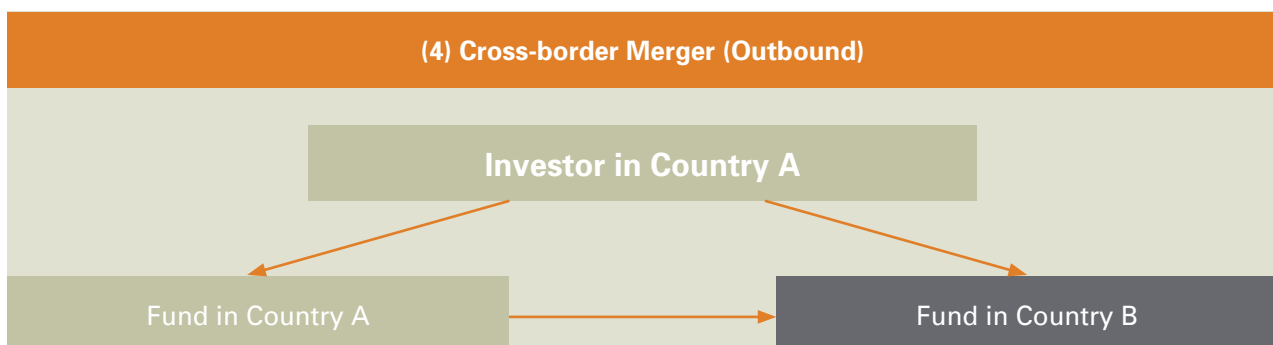 (4) Cross-border Merger (Outbound)
Investor in Country A
Fund in Country A
Fund in Country B